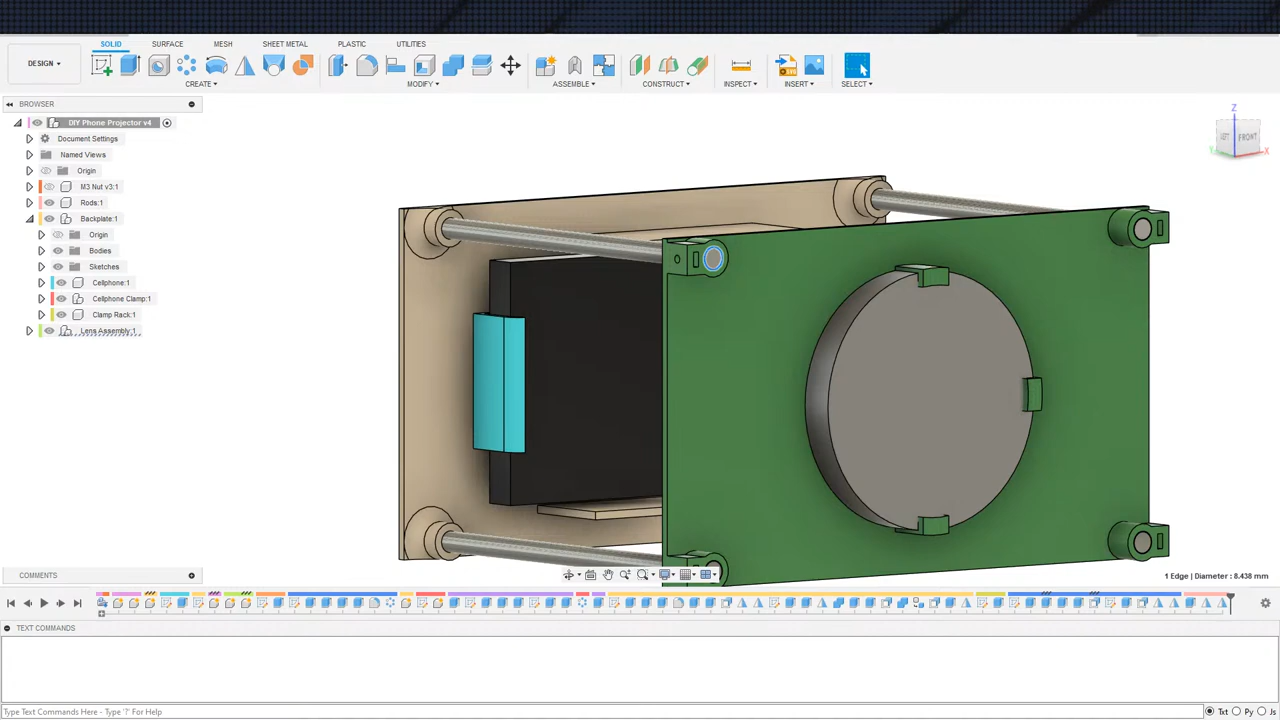 SOLID SURFACE MESH SHEET METAL PLASTIC UTILITIES
DESIGN
CREATE MODIFY ASSEMBLE CONSTRUCT INSPECT INSERT SELECT
BROWSER
DIY Phone Projector v4
Document Settings
Named Views
Origin
M3 Nut v3:1
Rods:1
Backplate:1
Origin
Bodies
Sketches
Cellphone:1
Cellphone Clamp:1
Clamp Rack:1
Lens Assembly:1
Z
LEFT FRONT
Y X
COMMENTS
1 Edge | Diameter : 8.438 mm
TEXT COMMANDS
Type Text Commands Here - Type '?' For Help
Txt Py Js